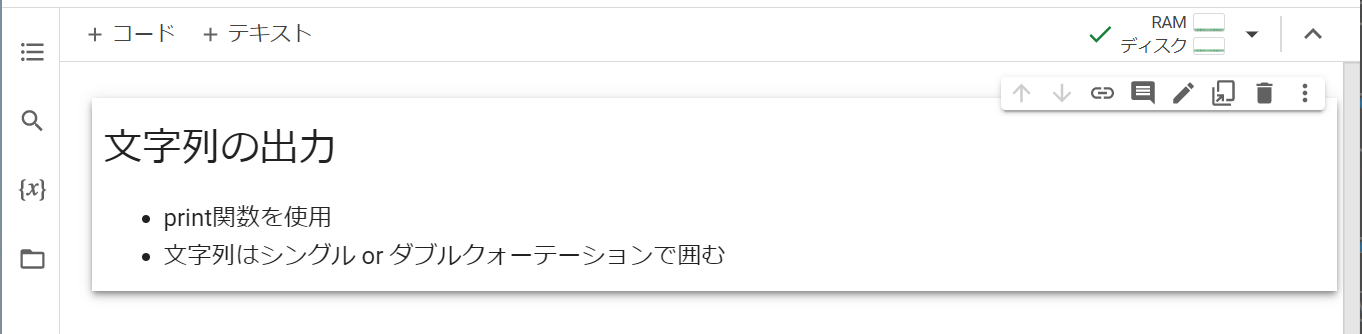 + コード + テキスト
RAM
ディスク
文字列の出力
{x}
• print関数を使用
• 文字列はシングル or ダブルクォーテーションで囲む